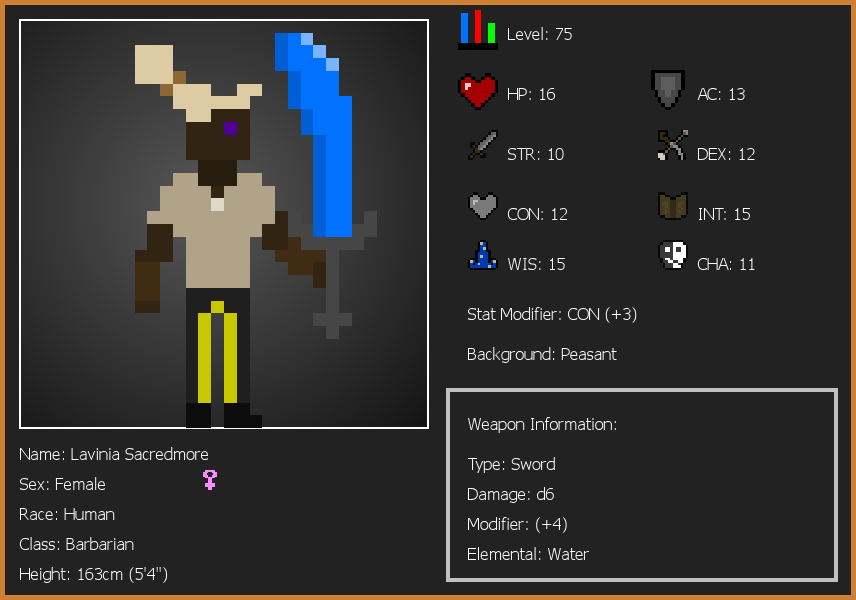 Level: 75
HP: 16
AC: 13
STR: 10
DEX: 12
CON: 12
INT: 15
WIS: 15
CHA: 11
Stat Modifier: CON (+3)
Background: Peasant
Weapon Information:
Type: Sword
Damage: d6
Modifier: (+4)
Elemental: Water
Name: Lavinia Sacredmore
Sex: Female
Race: Human
Class: Barbarian
Height: 163cm (5'4")